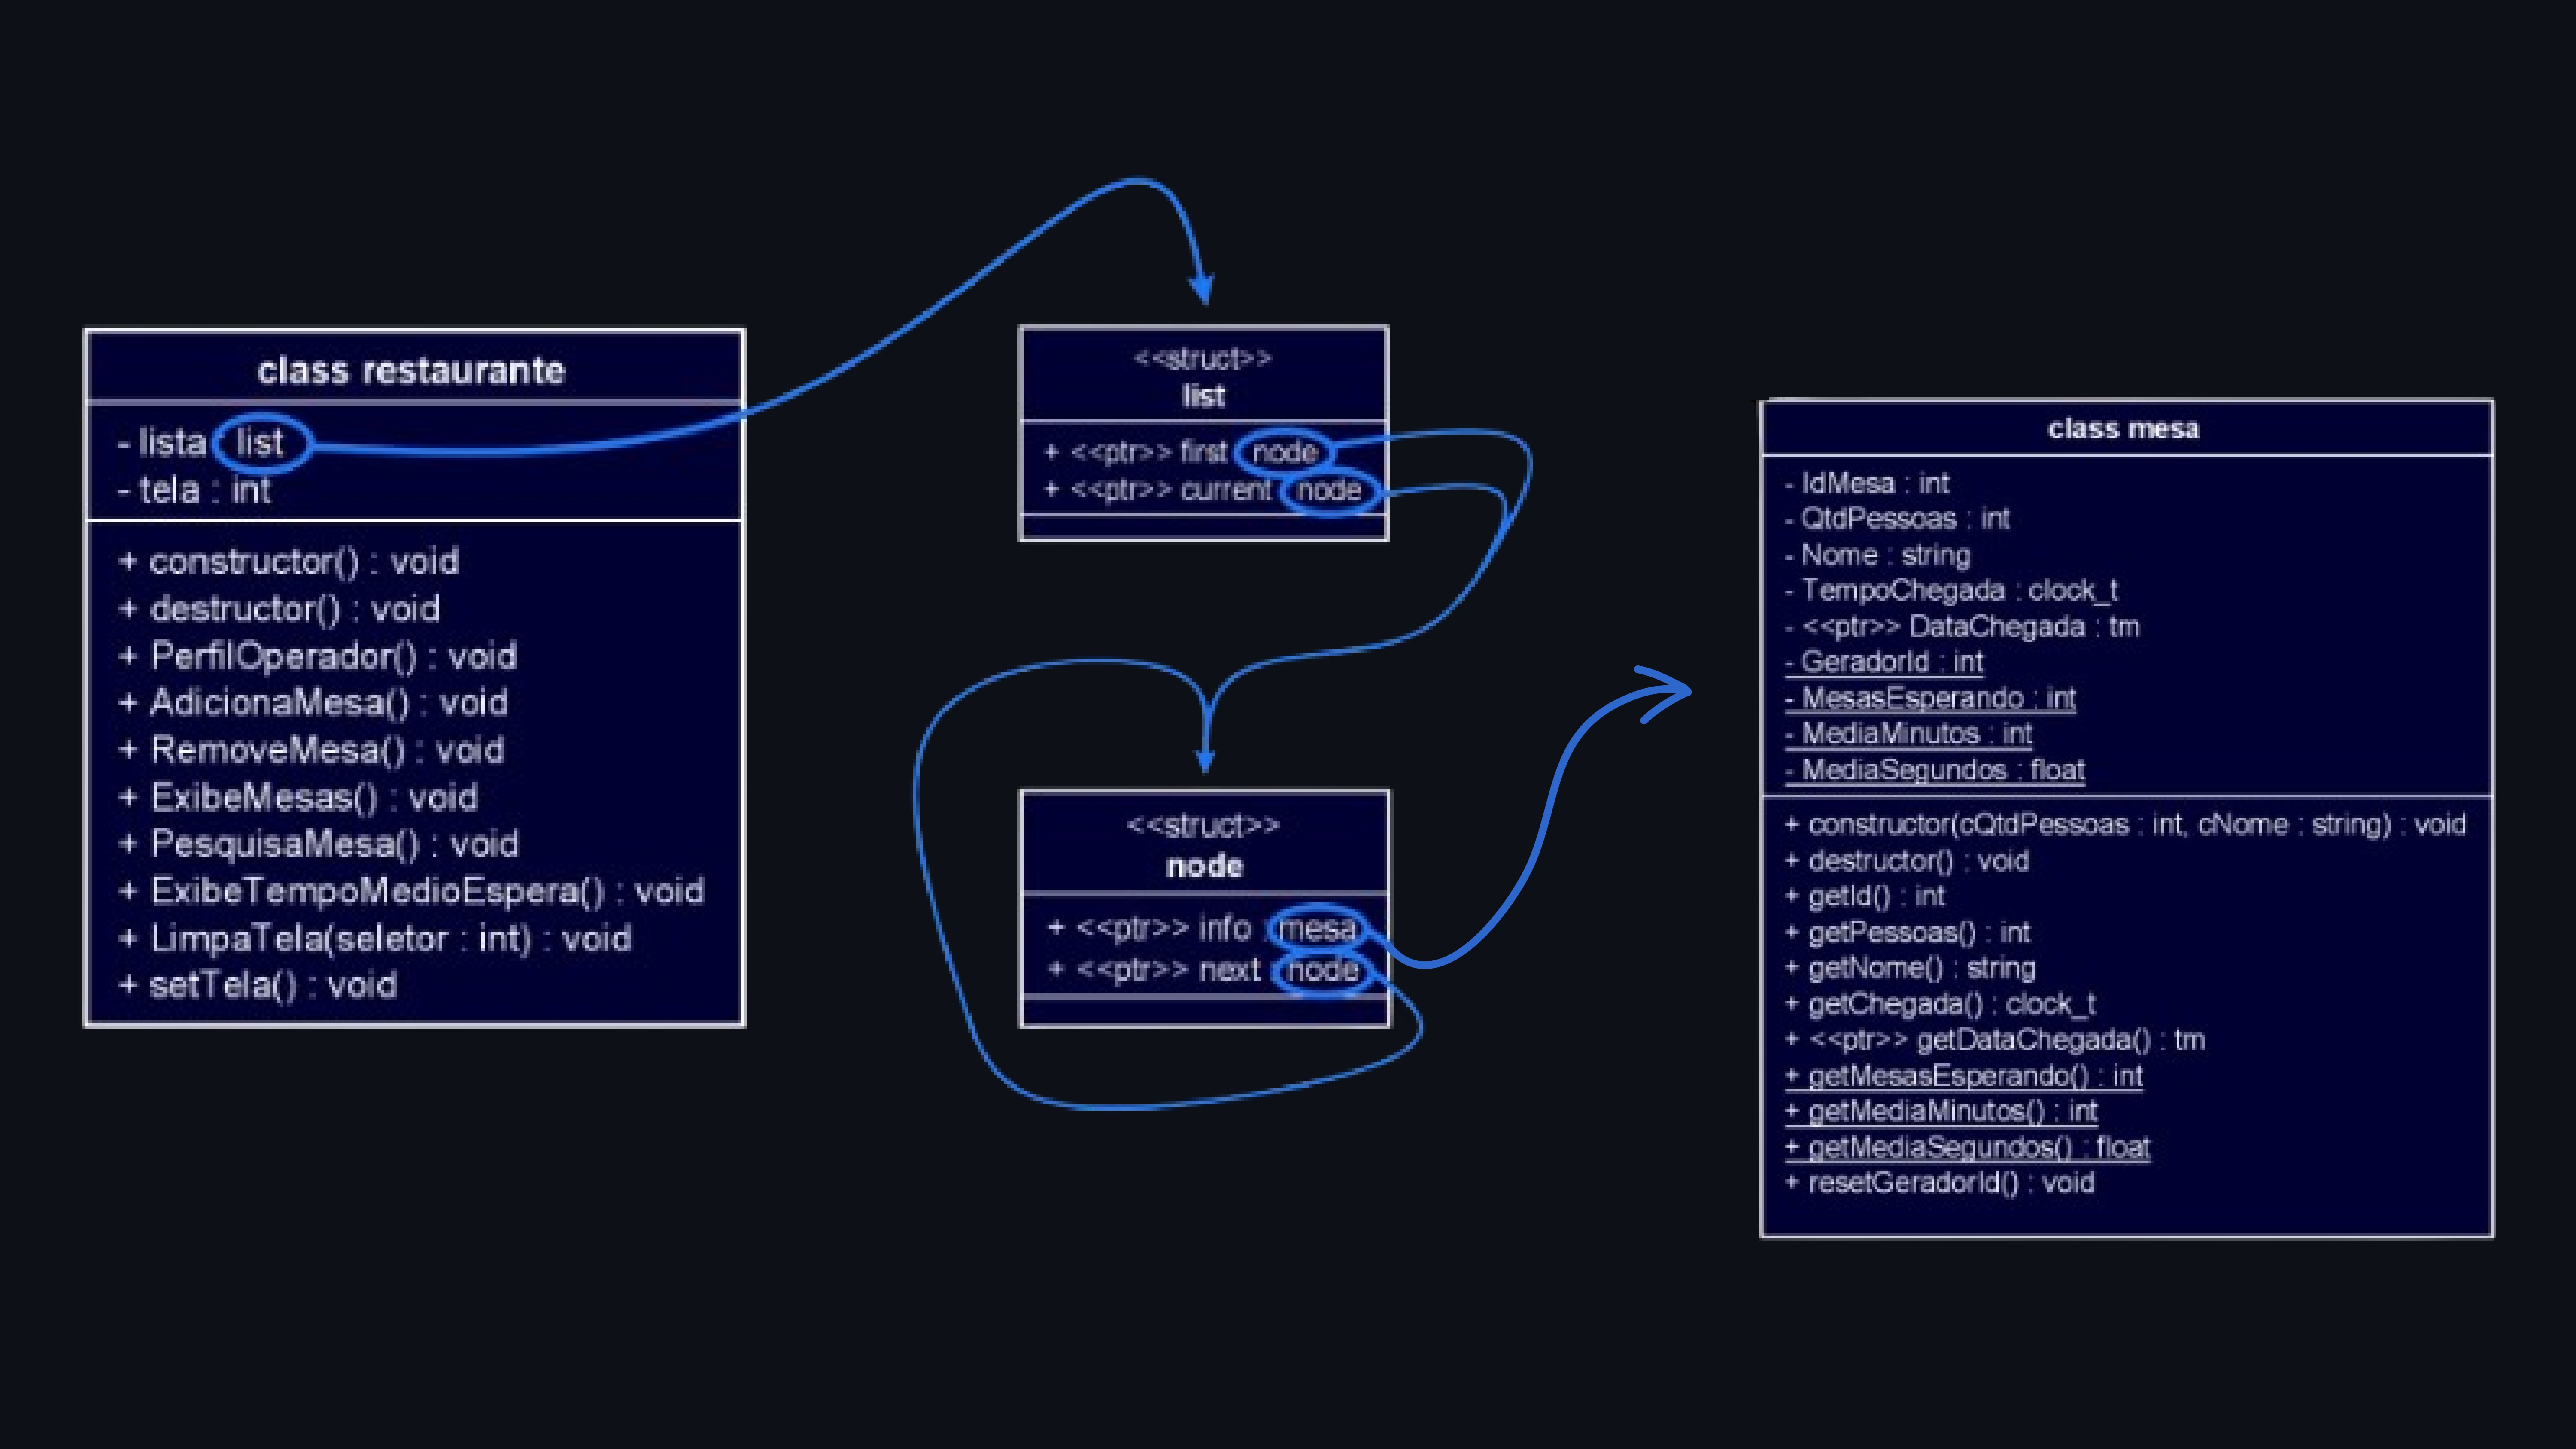 class restaurante
- lista list
- tela : int
+ constructor() : void
+ destructor() : void
+ PerfilOperador() : void
+ AdicionaMesa() : void
+ RemoveMesa() : void
+ ExibeMesas() : void
+ PesquisaMesa() : void
+ ExibeTempoMedioEspera() : void
+ LimpaTela(seletor : int) : void
+ setTela() : void
<<struct>>
list
+ <<ptr>> first node
+ <<ptr>> current node
<<struct>>
node
+ <<ptr>> info : mesa
+ <<ptr>> next node
class mesa
- IdMesa : int
- QtdPessoas : int
- Nome : string
- TempoChegada : clock_t
- <<ptr>> DataChegada : tm
- GeradorId : int
- MesasEsperando : int
- MediaMinutos : int
- MediaSegundos : float
+ constructor(cQtdPessoas : int, cNome : string) : void
+ destructor() : void
+ getId() : int
+ getPessoas() : int
+ getNome() : string
+ getChegada() : clock_t
+ <<ptr>> getDataChegada() : tm
+ getMesasEsperando() : int
+ getMediaMinutos() : int
+ getMediaSegundos() : float
+ resetGeradorId() : void